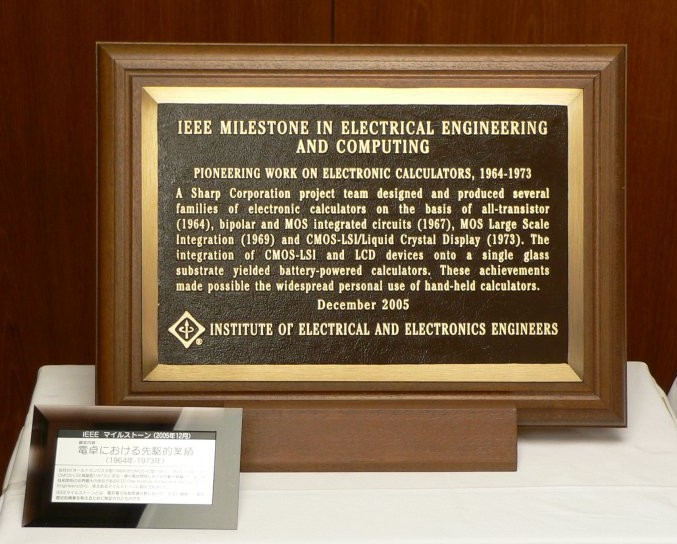 IEEE MILESTONE IN ELECTRICAL ENGINEERING
AND COMPUTING
PIONEERING WORK ON ELECTRONIC CALCULATORS, 1964-1973
A Sharp Corporation project team designed and produced several
families of electronic calculators on the basis of all-transistor
(1964), bipolar and MOS integrated circuits (1967), MOS Large Scale
Integration (1969) and CMOS-LSI/Liquid Crystal Display (1973). The
integration of CMOS-LSI and LCD devices onto a single glass
substrate yielded battery-powered calculators. These achievements
made possible the widespread personal use of hand-held calculators.
December 2005
INSTITUTE OF ELECTRICAL AND ELECTRONICS ENGINEERS
IEEE マイルストーン (2005年12月)
電卓における先駆的業績
(1964年-1973年)